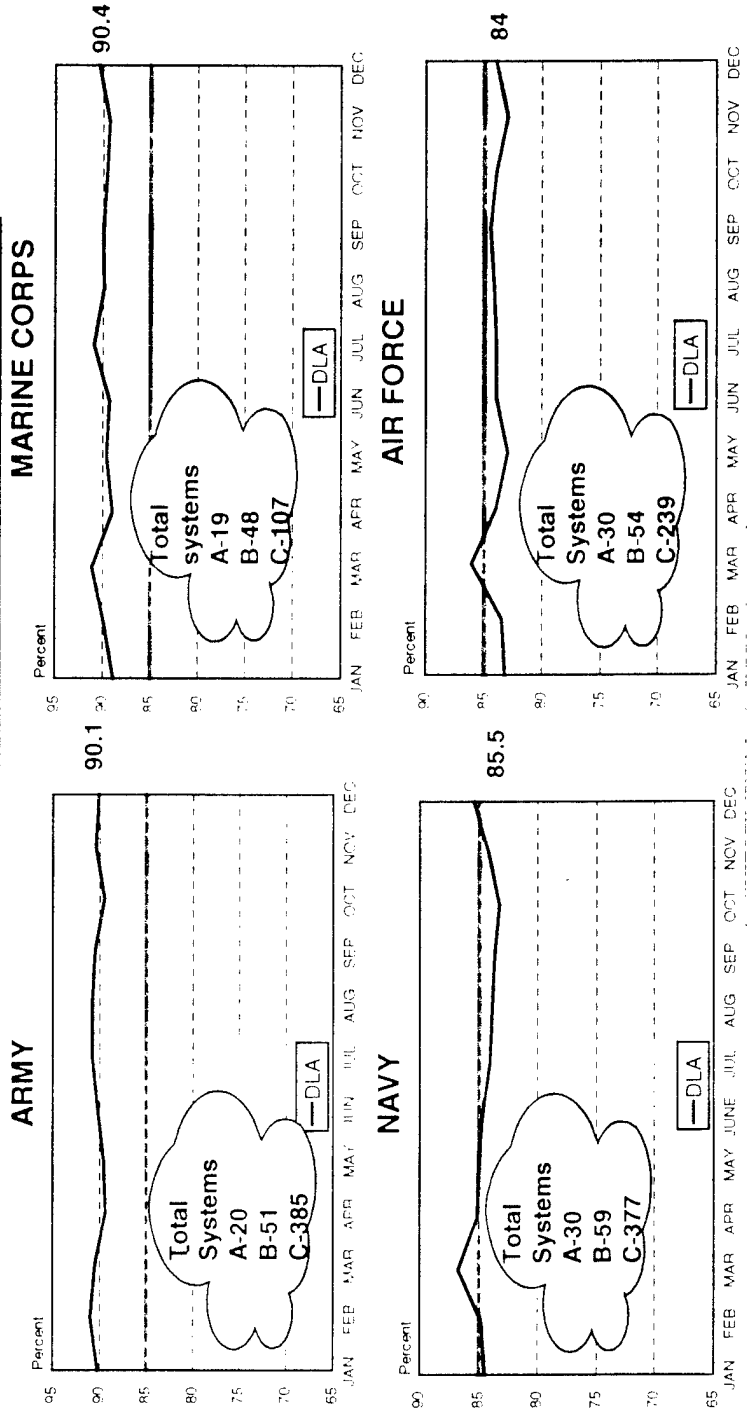 ARMY
Percent
95
90
85
80
75
70
65
90.1
Total
Systems
A-20
B-51
C-385
DLA
JAN FEB MAR APR MAY JUN JUL AUG SEP OCT NOV DEC
MARINE CORPS
Percent
95
90
85
80
75
70
65
90.4
Total
systems
A-19
B-48
C-107
DLA
JAN FEB MAR APR MAY JUN JUL AUG SEP OCT NOV DEC
NAVY
Percent
90
85
80
75
70
65
85.5
Total
Systems
A-30
B-59
C-377
DLA
JAN FEB MAR APR MAY JUNE JUL AUG SEP OCT NOV DEC
AIR FORCE
Percent
90
85
80
75
70
65
84
Total
Systems
A-30
B-54
C-239
DLA
JAN FEB MAR APR MAY JUN JUL AUG SEP OCT NOV DEC